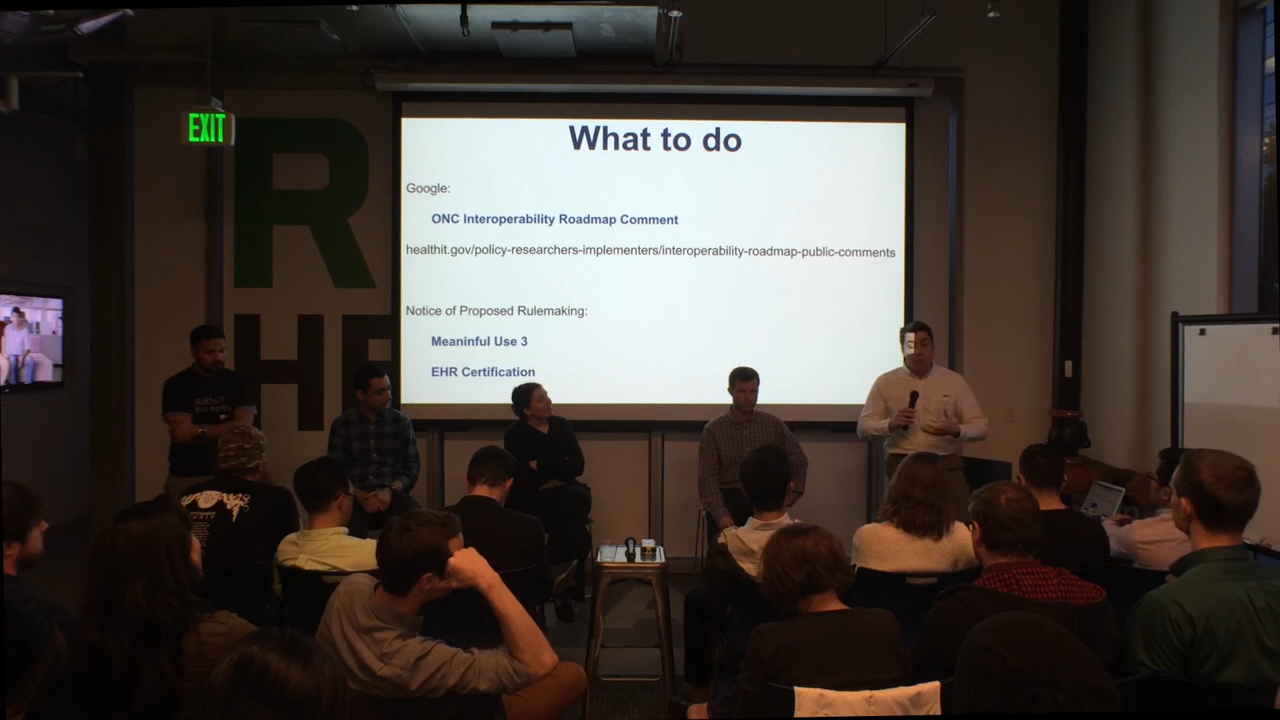 EXIT
R
HE
What to do
Google:
ONC Interoperability Roadmap Comment
healthit.gov/policy-researchers-implementers/interoperability-roadmap-public-comments
Notice of Proposed Rulemaking:
Meaninful Use 3
EHR Certification